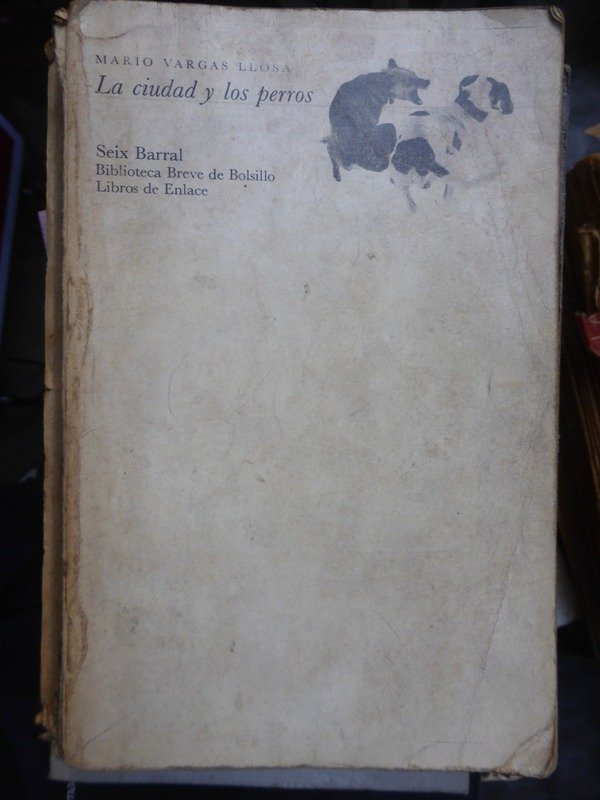 MARIO VARGAS LLOSA
La ciudad y los perros
Seix Barral
Biblioteca Breve de Bolsillo
Libros de Enlace